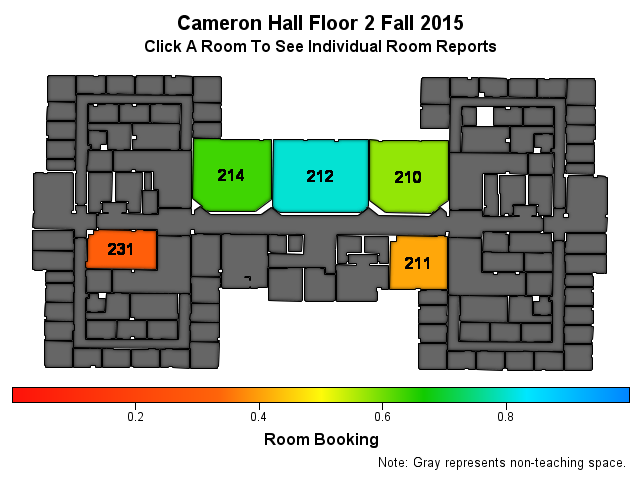 Cameron Hall Floor 2 Fall 2015
Click A Room To See Individual Room Reports
214
212
210
231
211
0.2 0.4 0.6 0.8
Room Booking
Note: Gray represents non-teaching space.